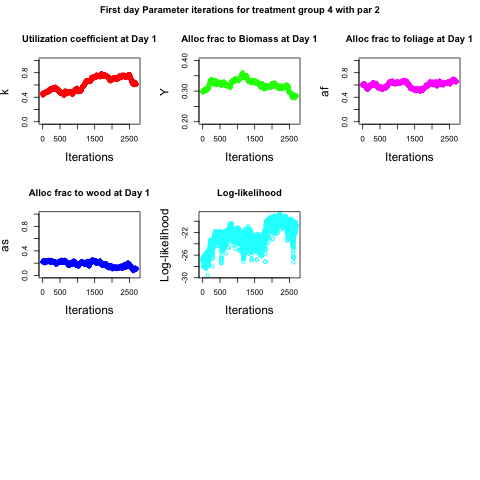 First day Parameter iterations for treatment group 4 with par 2
Utilization coefficient at Day 1
k
0.0 0.4 0.8
0 500 1500 2500
Iterations
Alloc frac to Biomass at Day 1
Y
0.20 0.30 0.40
0 500 1500 2500
Iterations
Alloc frac to foliage at Day 1
af
0.0 0.4 0.8
0 500 1500 2500
Iterations
Alloc frac to wood at Day 1
as
0.0 0.4 0.8
0 500 1500 2500
Iterations
Log-likelihood
Log-likelihood
-30 -26 -22
0 500 1500 2500
Iterations